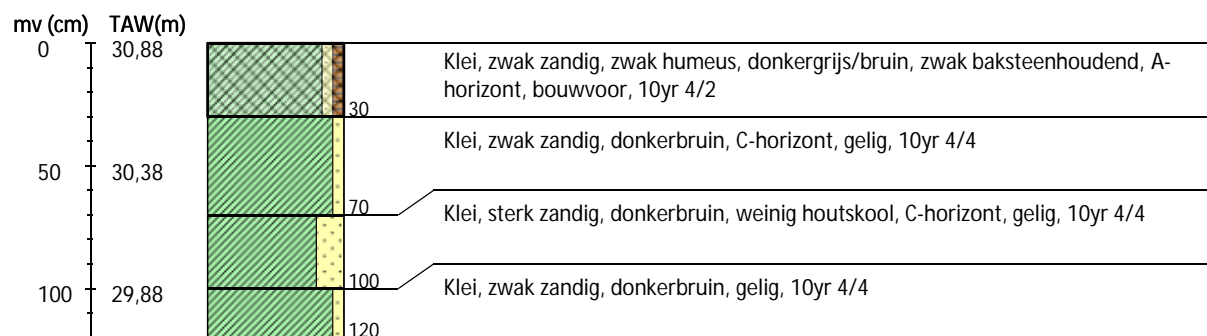 mv (cm) TAW(m)
0 30,88
Klei, zwak zandig, zwak humeus, donkergrijs/bruin, zwak baksteenhoudend, A-
horizont, bouwvoor, 10yr 4/2
30
Klei, zwak zandig, donkerbruin, C-horizont, gelig, 10yr 4/4
50 30,38
70
Klei, sterk zandig, donkerbruin, weinig houtskool, C-horizont, gelig, 10yr 4/4
100
100 29,88
Klei, zwak zandig, donkerbruin, gelig, 10yr 4/4
120